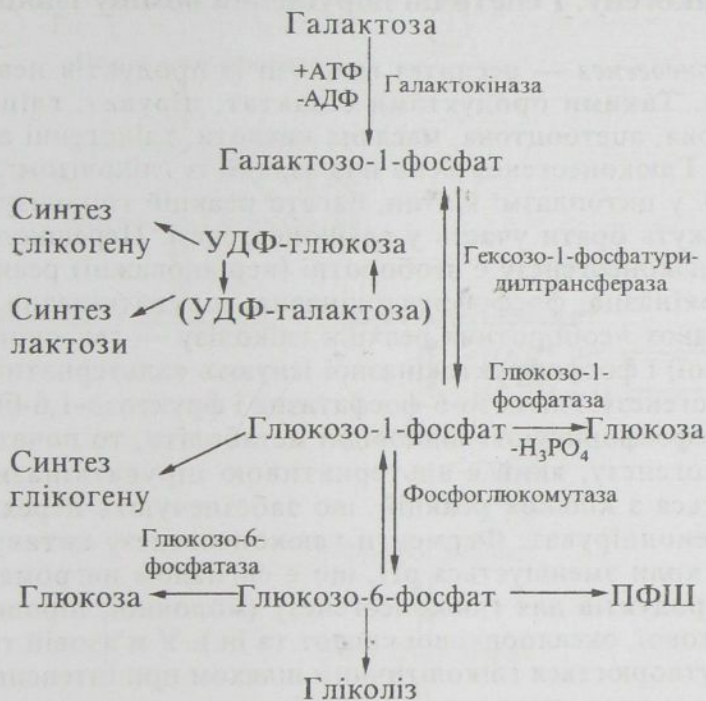 Галактоза
+АТФ
-АДФ
Галактокіназа
Галактозо-1-фосфат
Синтез
глікогену
УДФ-глюкоза
Гексозо-1-фосфатури-
дилтрансфераза
Синтез
лактози
(УДФ-галактоза)
Глюкозо-1-
фосфатаза
Глюкозо-1-фосфат
-H₃PO₄
Глюкоза
Синтез
глікогену
Фосфоглюкомутаза
Глюкозо-6-
фосфатаза
Глюкоза
Глюкозо-6-фосфат
ПФШ
Гліколіз